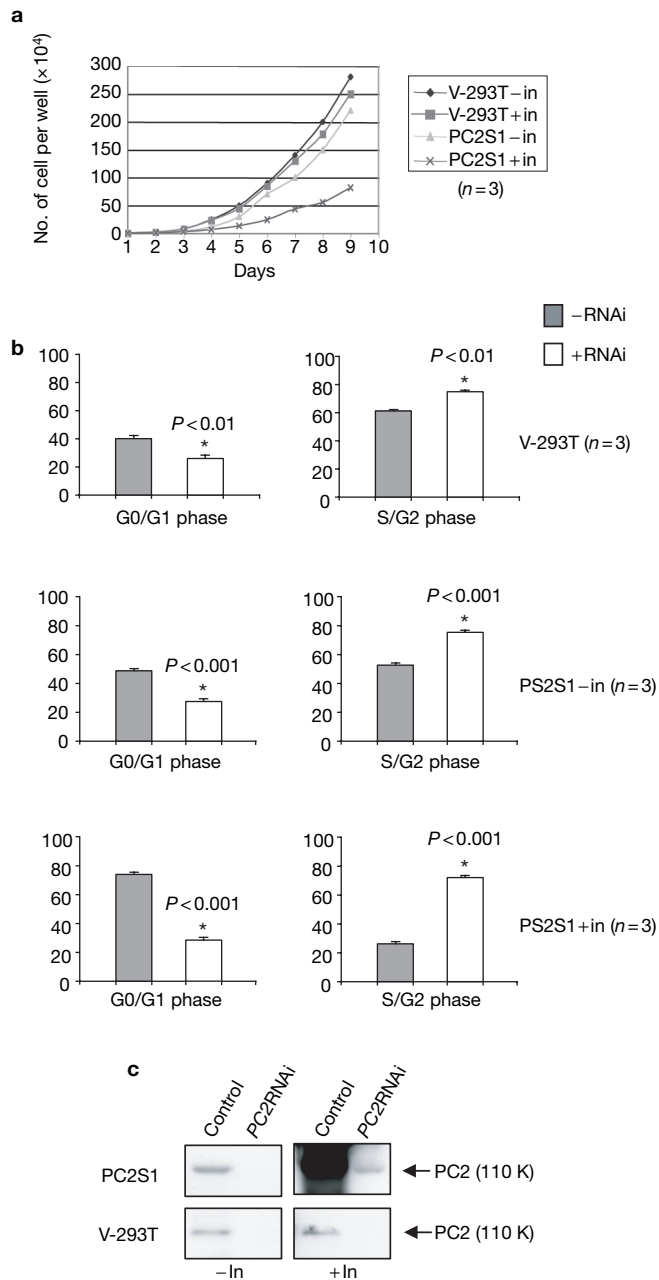 a
No. of cell per well (×10⁴)
300
250
200
150
100
50
0
1 2 3 4 5 6 7 8 9 10
Days
V-293T–in
V-293T+in
PC2S1–in
PC2S1+in
(n=3)
–RNAi
+RNAi
b
100
80
60
40
20
0
P<0.01
*
G0/G1 phase
100
80
60
40
20
0
P<0.01
*
S/G2 phase
V-293T (n=3)
100
80
60
40
20
0
P<0.001
*
G0/G1 phase
100
80
60
40
20
0
P<0.001
*
S/G2 phase
PS2S1–in (n=3)
100
80
60
40
20
0
P<0.001
*
G0/G1 phase
100
80
60
40
20
0
P<0.001
*
S/G2 phase
PS2S1+in (n=3)
c
Control PC2RNAi Control PC2RNAi
PC2S1 PC2 (110 K)
V-293T PC2 (110 K)
–In +In